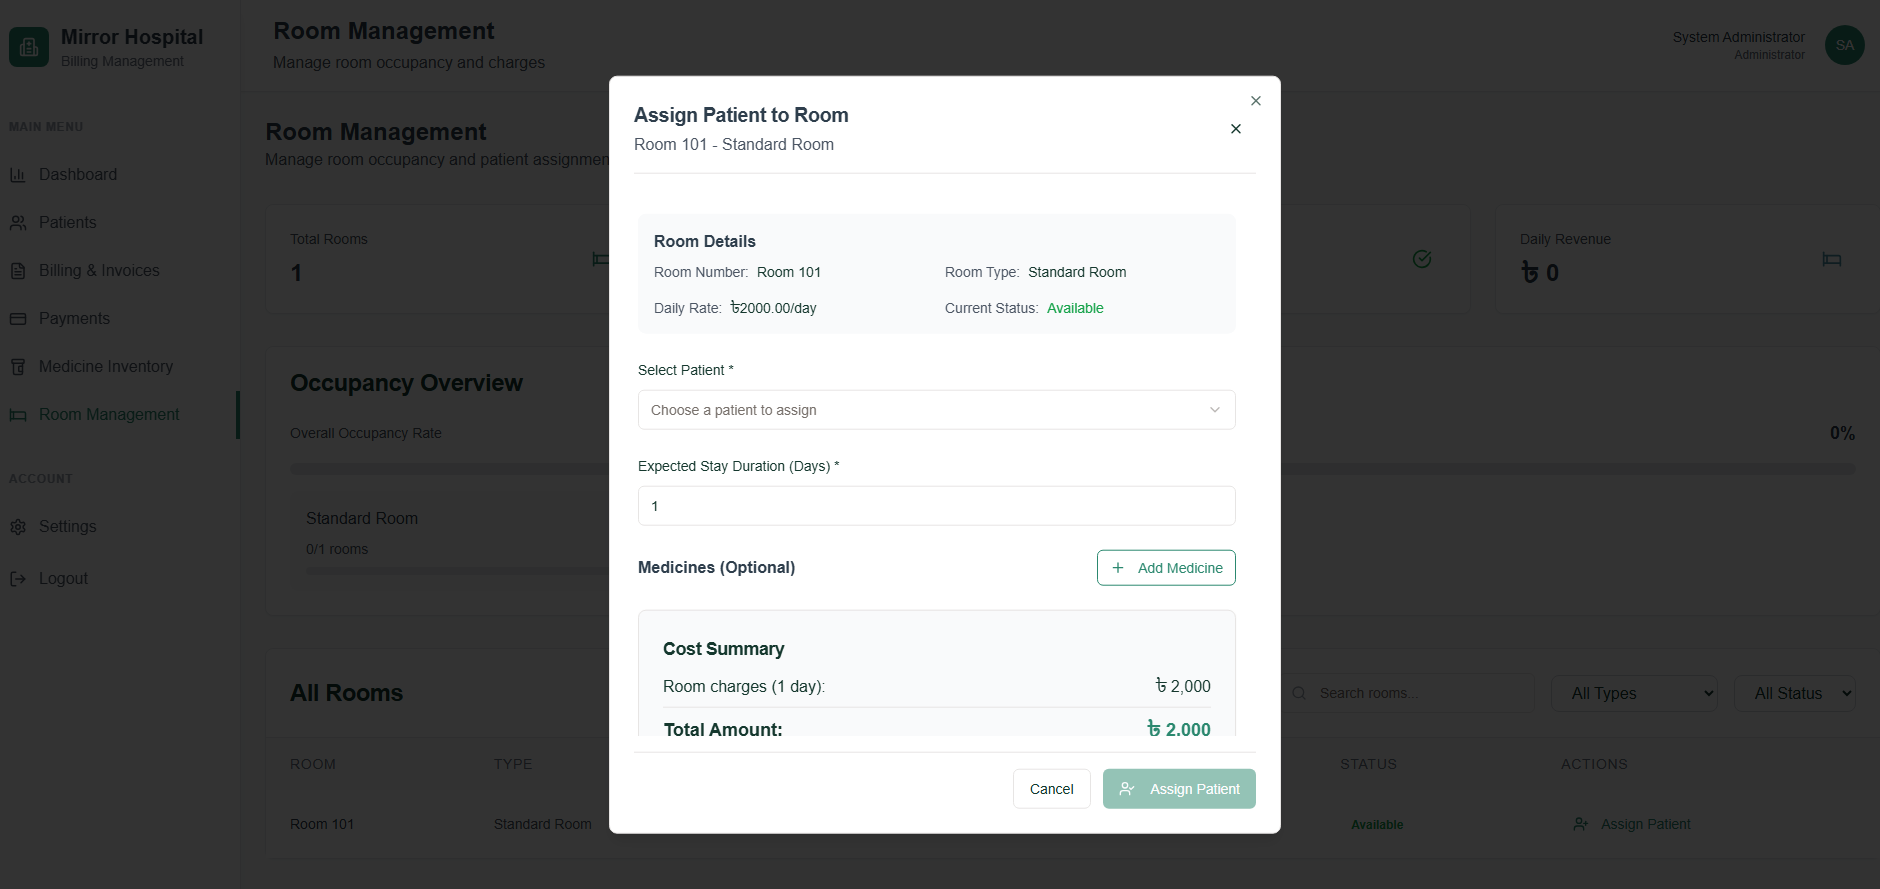 Mirror Hospital
Billing Management
MAIN MENU
Dashboard
Patients
Billing & Invoices
Payments
Medicine Inventory
Room Management
ACCOUNT
Settings
Logout
Room Management
Manage room occupancy and charges
System Administrator
Administrator
SA
Room Management
Manage room occupancy and patient assignmen
Total Rooms
1
Daily Revenue
৳ 0
Occupancy Overview
Overall Occupancy Rate
0%
Standard Room
0/1 rooms
All Rooms
Search rooms...
All Types
All Status
ROOM
TYPE
STATUS
ACTIONS
Room 101
Standard Room
Available
Assign Patient
Assign Patient to Room
Room 101 - Standard Room
Room Details
Room Number: Room 101
Room Type: Standard Room
Daily Rate: ৳2000.00/day
Current Status: Available
Select Patient *
Choose a patient to assign
Expected Stay Duration (Days) *
1
Medicines (Optional)
Add Medicine
Cost Summary
Room charges (1 day): ৳ 2,000
Total Amount: ৳ 2,000
Cancel
Assign Patient